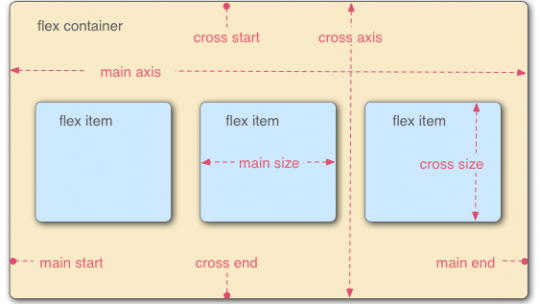 flex container
cross start
cross axis
main axis
flex item
flex item
flex item
main size
cross size
main start
cross end
main end